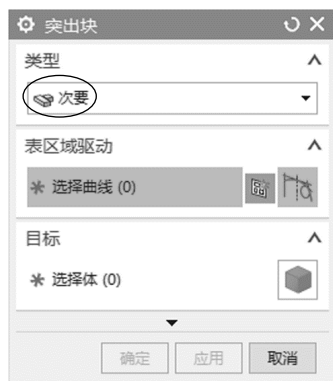 突出块
类型
次要
表区域驱动
选择曲线 (0)
目标
选择体 (0)
确定 应用 取消